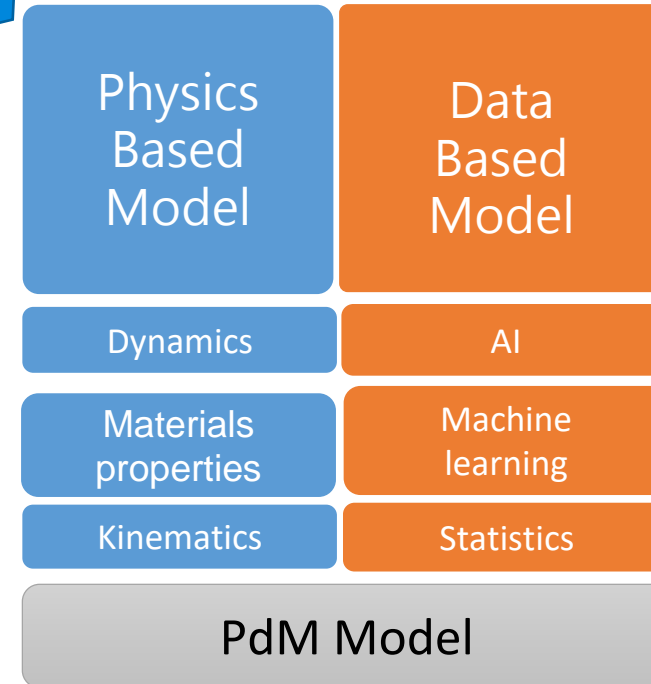 Physics
Based
Model
Data
Based
Model
Dynamics
AI
Materials
properties
Machine
learning
Kinematics
Statistics
PdM Model